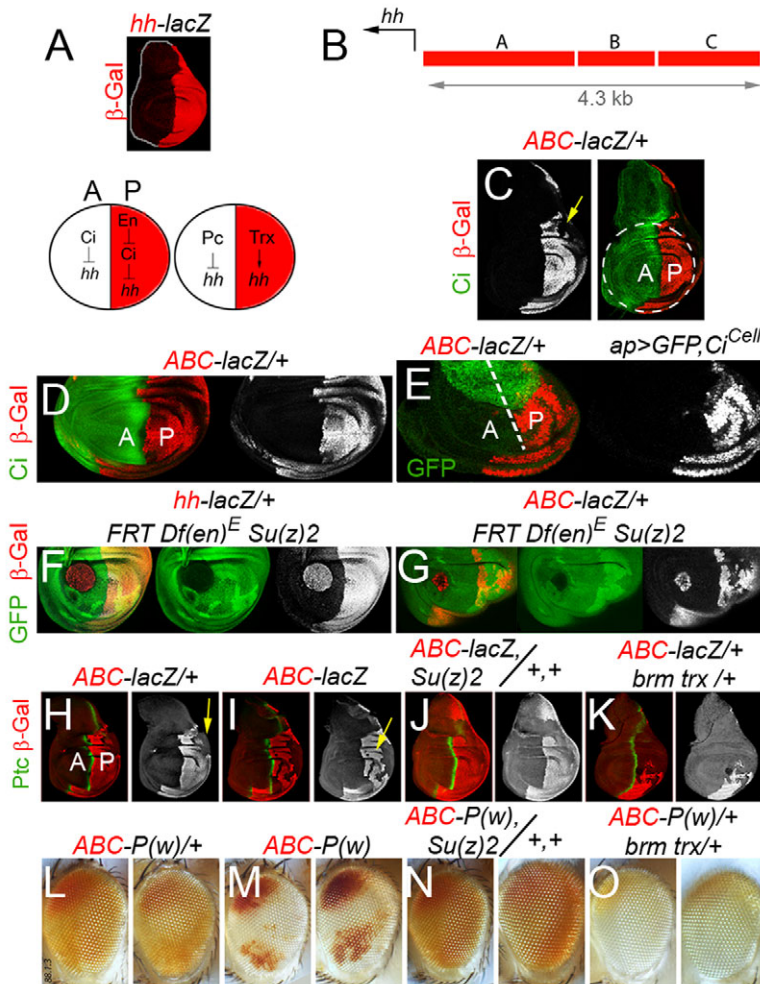 A
hh-lacZ
β-Gal
B
hh
A B C
4.3 kb
A P
En
Ci Ci
hh hh
Pc Trx
hh hh
ABC-lacZ/+
C
Ci β-Gal
A P
ABC-lacZ/+
D
Ci β-Gal
A P
ABC-lacZ/+ ap>GFP,Ci^Cell
E
β-Gal
A P
GFP
hh-lacZ/+
FRT Df(en)^E Su(z)2
F
GFP β-Gal
ABC-lacZ/+
FRT Df(en)^E Su(z)2
G
ABC-lacZ/+
H
Ptc β-Gal
A P
ABC-lacZ
I
ABC-lacZ,
Su(z)2 / +,+
J
ABC-lacZ/+
brm trx /+
K
ABC-P(w)/+
L
ABC-P(w)
M
ABC-P(w),
Su(z)2 / +,+
N
ABC-P(w)/+
brm trx/+
O